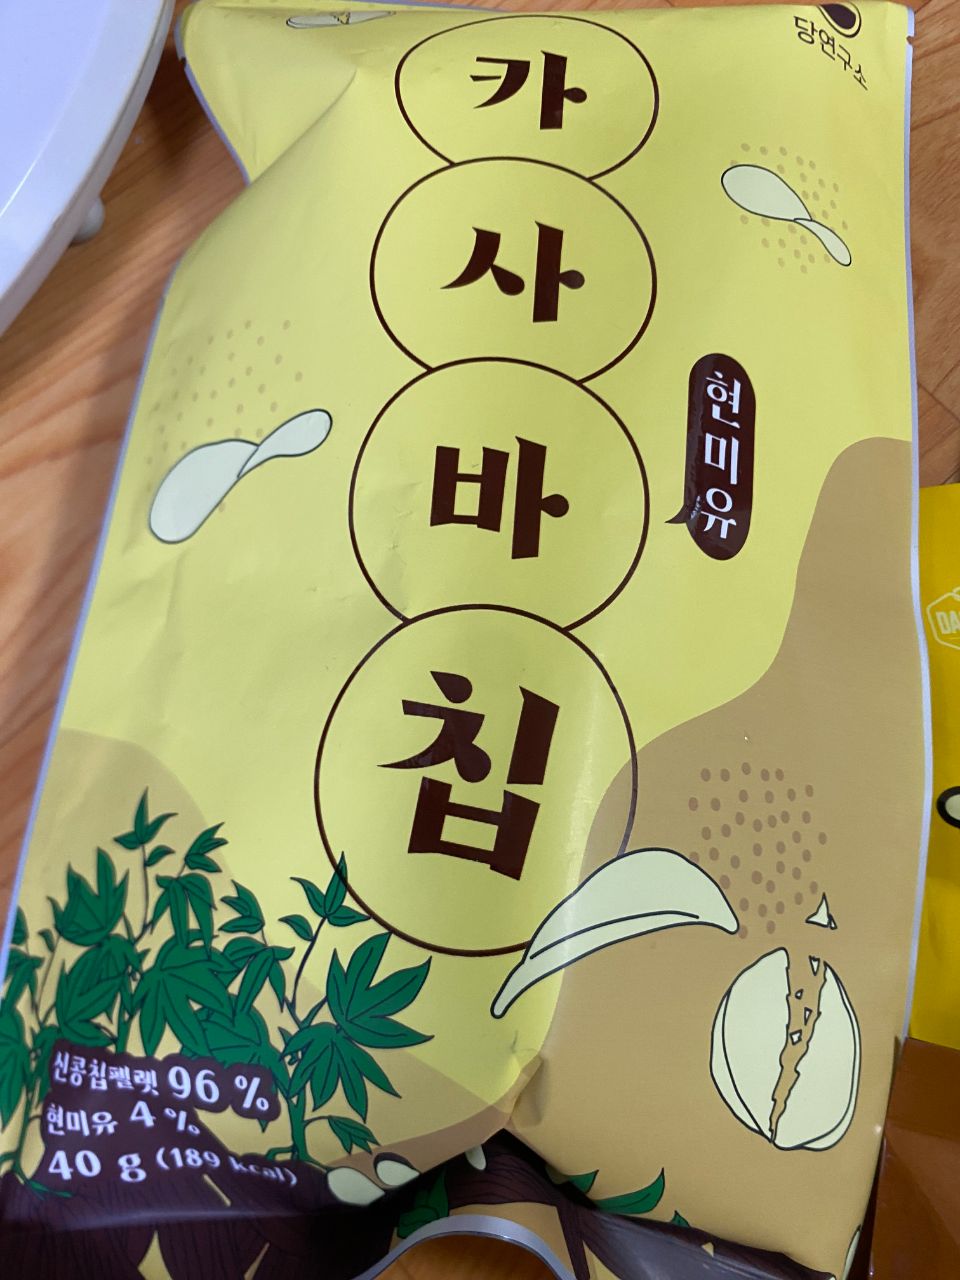 당연구소
카
사
바
칩
현미유
신콩칩펠렛 96 %
현미유 4 %
40 g (189 kcal)